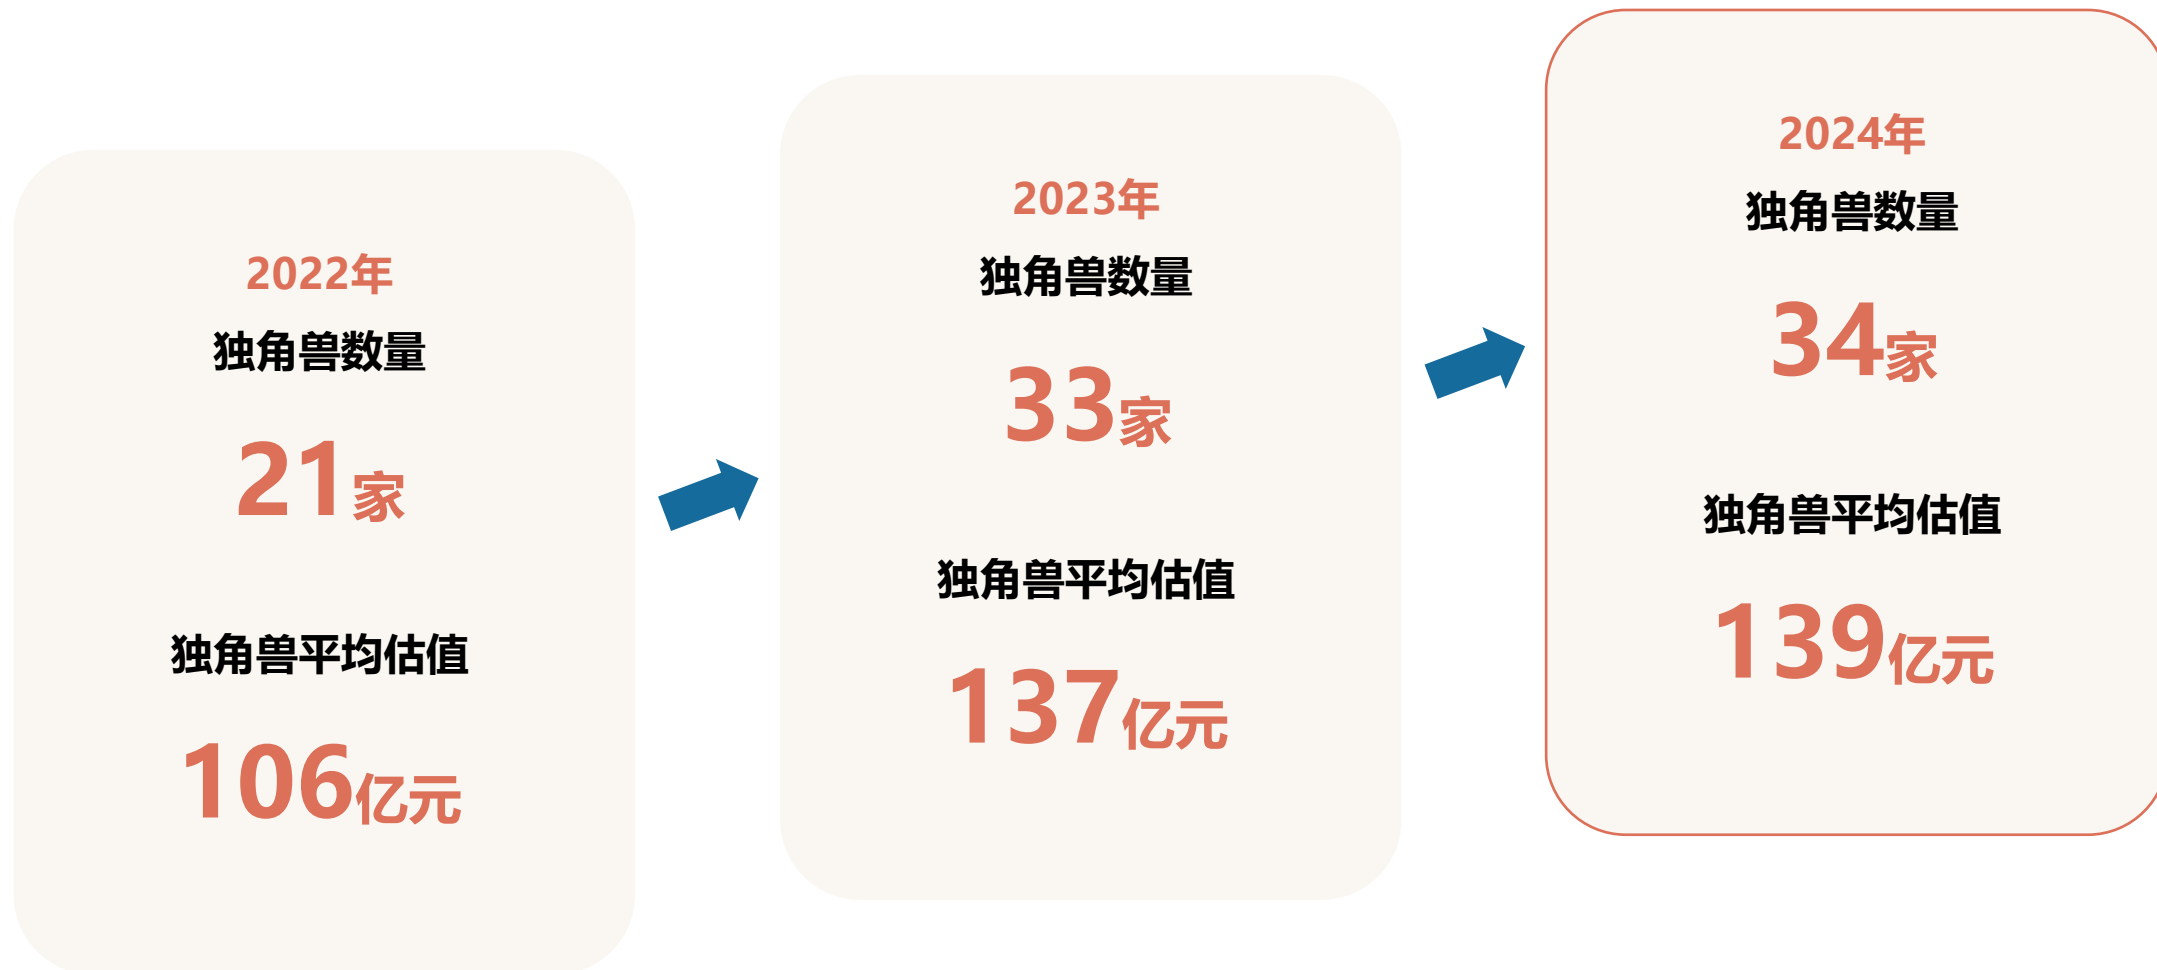 2022年
独角兽数量
21家
独角兽平均估值
106亿元
2023年
独角兽数量
33家
独角兽平均估值
137亿元
2024年
独角兽数量
34家
独角兽平均估值
139亿元